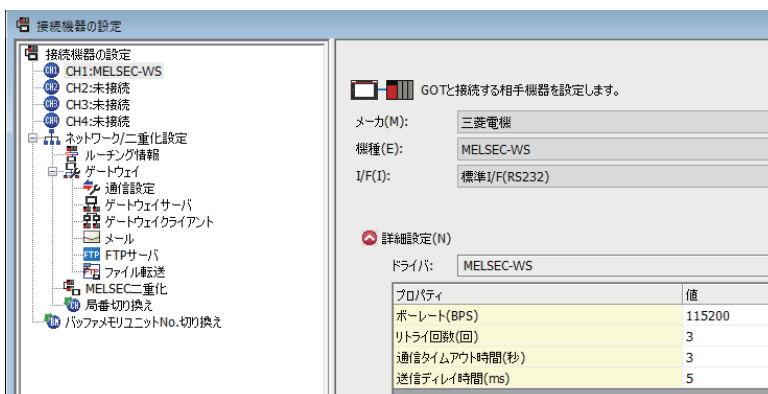 接続機器の設定
接続機器の設定
CH1:MELSEC-WS
CH2:未接続
CH3:未接続
CH4:未接続
ネットワーク/二重化設定
ルーチング情報
ゲートウェイ
通信設定
ゲートウェイサーバ
ゲートウェイクライアント
メール
FTPサーバ
ファイル転送
MELSEC二重化
局番切り換え
バッファメモリユニットNo.切り換え
GOTと接続する相手機器を設定します。
メーカ(M): 三菱電機
機種(E): MELSEC-WS
I/F(I): 標準I/F(RS232)
詳細設定(N)
ドライバ: MELSEC-WS
プロパティ 値
ボーレート(BPS) 115200
リトライ回数(回) 3
通信タイムアウト時間(秒) 3
送信ディレイ時間(ms) 5